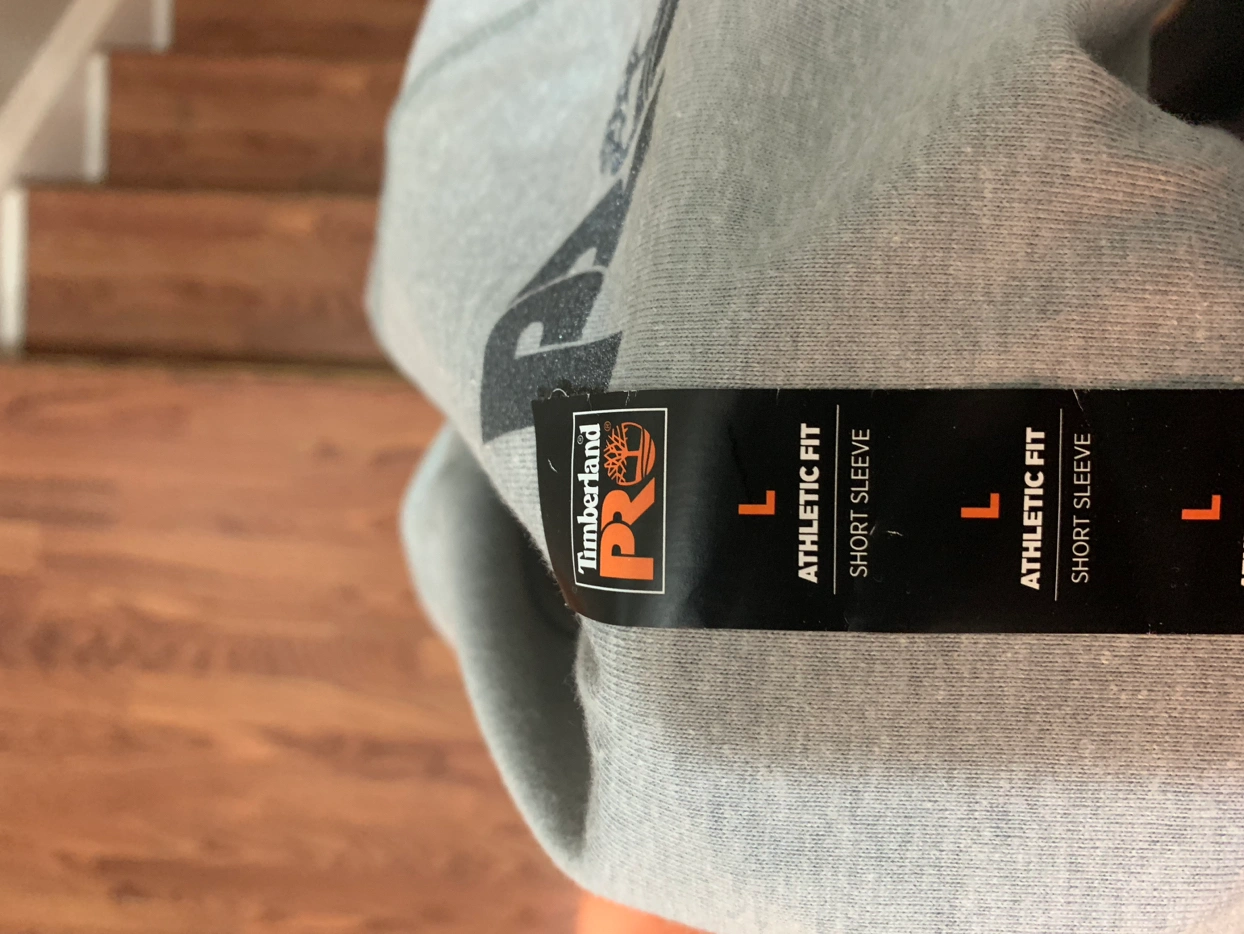 Timberland®
PRO®
L
ATHLETIC FIT
SHORT SLEEVE
L
ATHLETIC FIT
SHORT SLEEVE
L